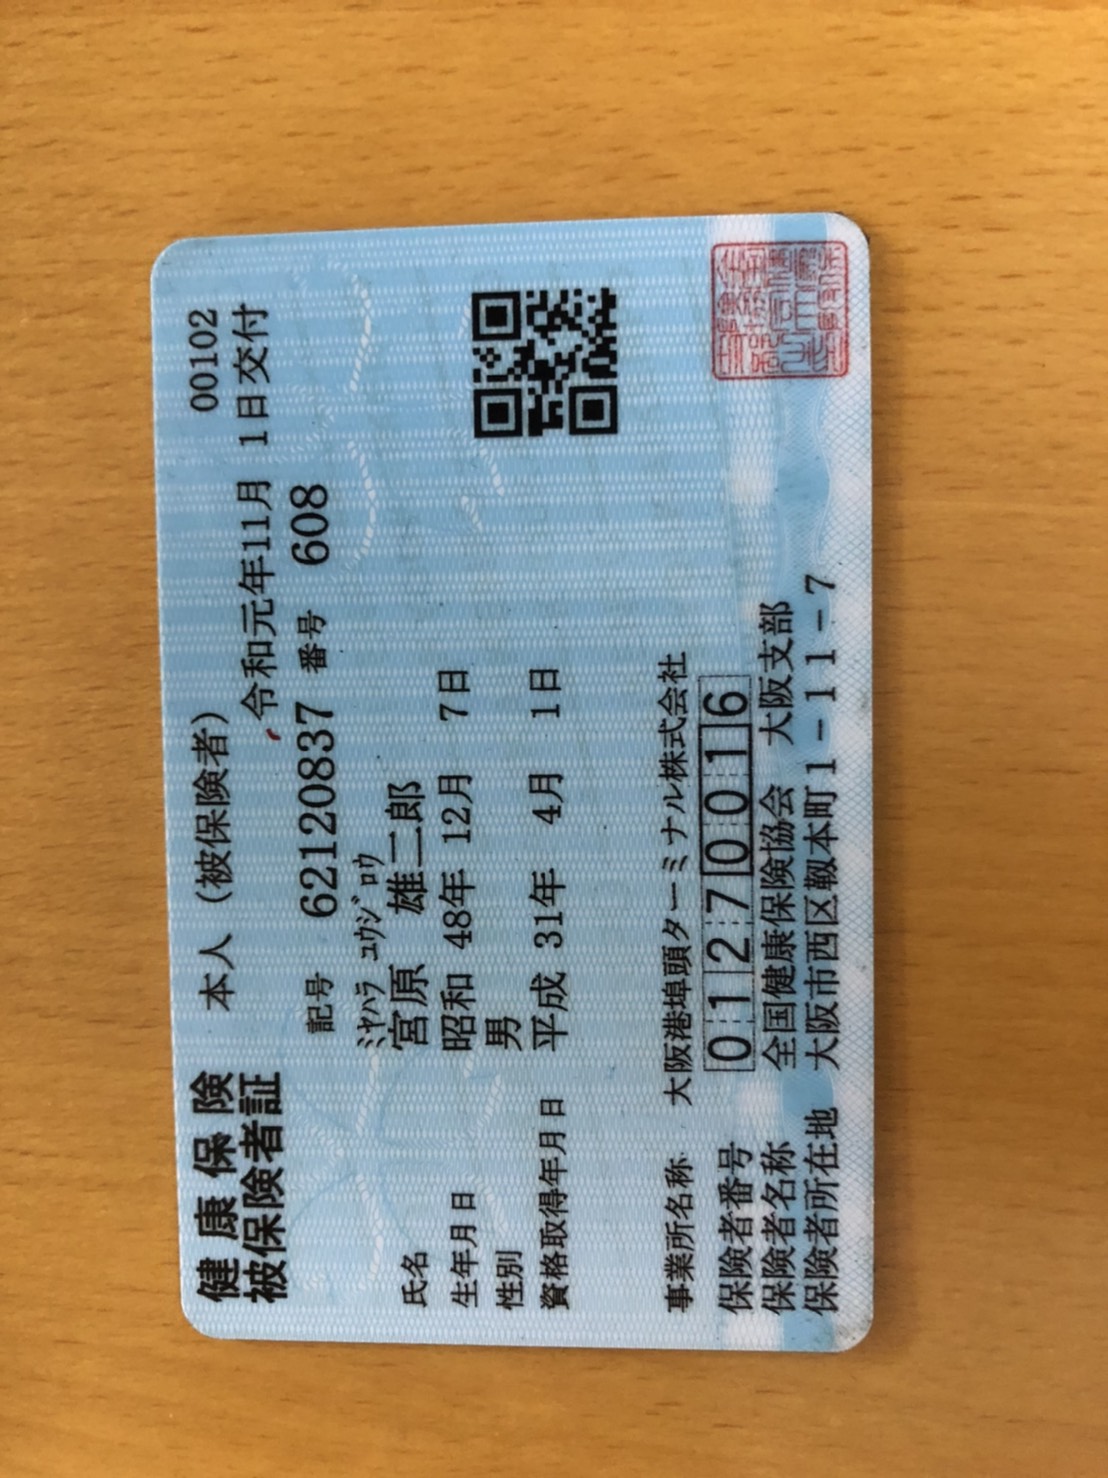 健康保険
被保険者証
本人（被保険者） 00102
令和元年11月 1日交付
記号 62120837 番号 608
ﾐﾔﾊﾗ ﾕｳｼﾞﾛｳ
氏名 宮原 雄二郎
生年月日 昭和 48年 12月 7日
性別 男
資格取得年月日 平成 31年 4月 1日
事業所名称 大阪港埠頭ターミナル株式会社
保険者番号 01270016
保険者名称 全国健康保険協会 大阪支部
保険者所在地 大阪市西区靱本町1-11-7